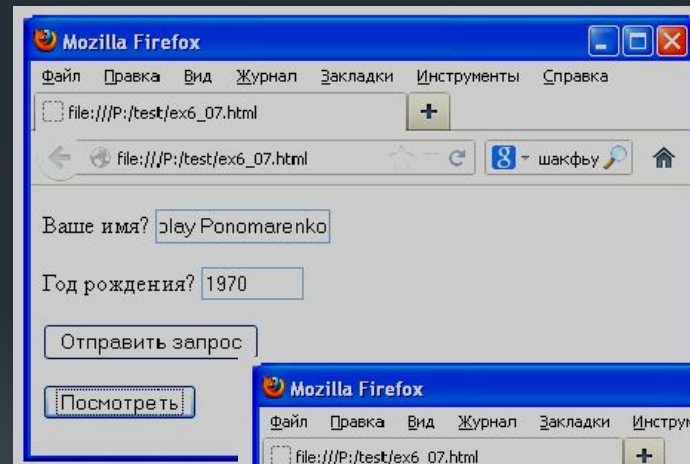 Mozilla Firefox
Файл Правка Вид Журнал Закладки Инструменты Справка
file:///P:/test/ex6_07.html
file:///P:/test/ex6_07.html 8 шакфьу
Ваше имя? olay Ponomarenko
Год рождения? 1970
Отправить запрос
Посмотреть
Mozilla Firefox
Файл Правка Вид Журнал Закладки Инструм
file:///P:/test/ex6_07.html